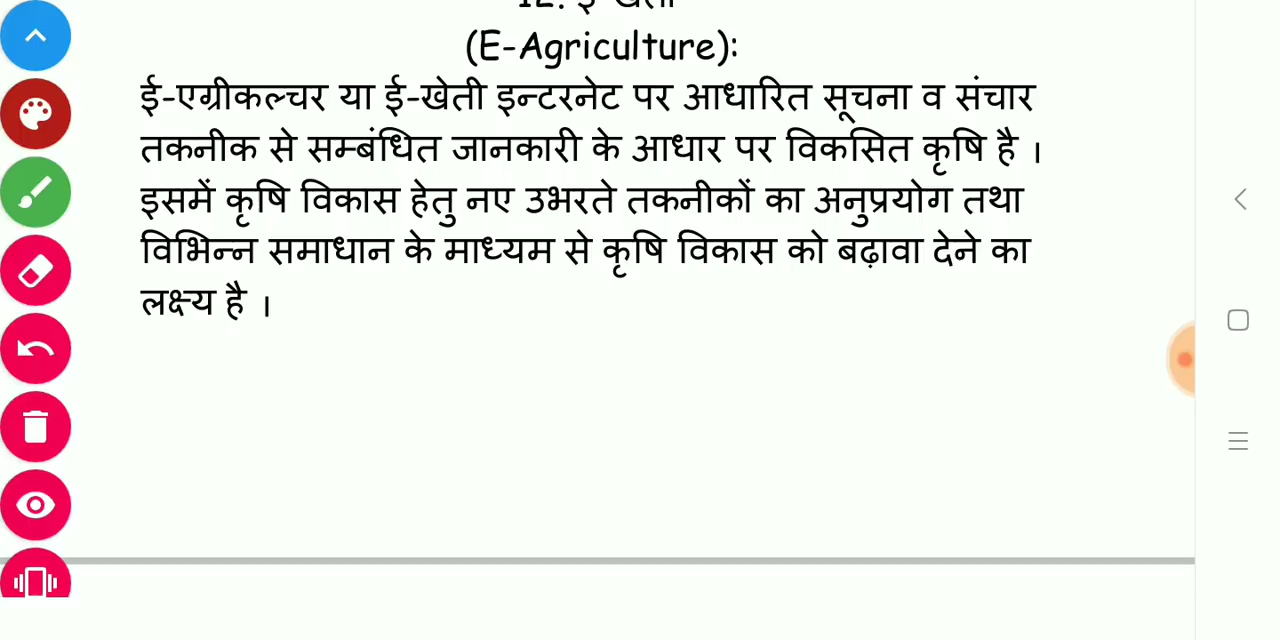 12. ई-खेती
(E-Agriculture):
ई-एग्रीकल्चर या ई-खेती इन्टरनेट पर आधारित सूचना व संचार
तकनीक से सम्बंधित जानकारी के आधार पर विकसित कृषि है ।
इसमें कृषि विकास हेतु नए उभरते तकनीकों का अनुप्रयोग तथा
विभिन्न समाधान के माध्यम से कृषि विकास को बढ़ावा देने का
लक्ष्य है ।